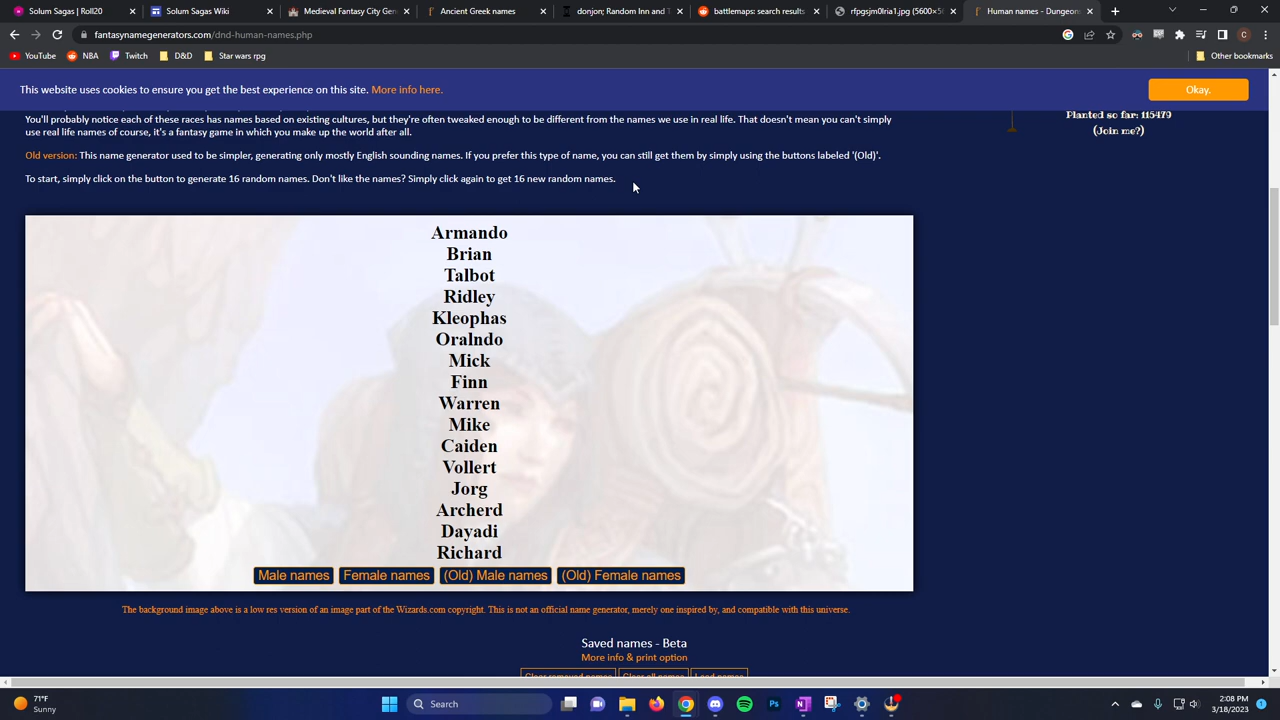 Solum Sagas | Roll20
Solum Sagas Wiki
Medieval Fantasy City Gen
Ancient Greek names
donjon; Random Inn and T
battlemaps: Search results
rfpgsjm0lria1.jpg (5600×50
Human names - Dungeon
fantasynamegenerators.com/dnd-human-names.php
YouTube
NBA
Twitch
D&D
Star wars rpg
Other bookmarks
This website uses cookies to ensure you get the best experience on this site. More info here.
Okay.
You'll probably notice each of these races has names based on existing cultures, but they're often tweaked enough to be different from the names we use in real life. That doesn't mean you can't simply
use real life names of course, it's a fantasy game in which you make up the world after all.
Planted so far: 115479
(Join me?)
Old version: This name generator used to be simpler, generating only mostly English sounding names. If you prefer this type of name, you can still get them by simply using the buttons labeled '(Old)'.
To start, simply click on the button to generate 16 random names. Don't like the names? Simply click again to get 16 new random names.
Armando
Brian
Talbot
Ridley
Kleophas
Oralndo
Mick
Finn
Warren
Mike
Caiden
Vollert
Jorg
Archerd
Dayadi
Richard
Male names
Female names
(Old) Male names
(Old) Female names
The background image above is a low res version of an image part of the Wizards.com copyright. This is not an official name generator, merely one inspired by, and compatible with this universe.
Saved names - Beta
More info & print option
Clear removed names
Clear all names
Load names
71°F
Sunny
Search
2:08 PM
3/18/2023